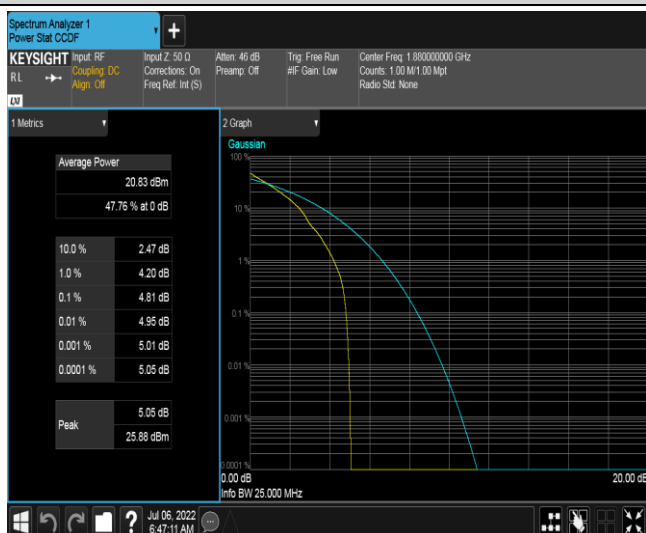 Spectrum Analyzer 1
Power Stat CCDF
KEYSIGHT
RL
LXI
Input: RF
Coupling: DC
Align: Off
Input Z: 50 Ω
Corrections: On
Freq Ref: Int (S)
Atten: 46 dB
Preamp: Off
Trig: Free Run
#IF Gain: Low
Center Freq: 1.880000000 GHz
Counts: 1.00 M/1.00 Mpt
Radio Std: None
1 Metrics
Average Power
20.83 dBm
47.76 % at 0 dB
10.0 % 2.47 dB
1.0 % 4.20 dB
0.1 % 4.81 dB
0.01 % 4.95 dB
0.001 % 5.01 dB
0.0001 % 5.05 dB
Peak
5.05 dB
25.88 dBm
2 Graph
Gaussian
100 %
10 %
1 %
0.1 %
0.01 %
0.001 %
0.0001 %
0.00 dB
20.00 dB
Info BW 25.000 MHz
?
Jul 06, 2022
6:47:11 AM